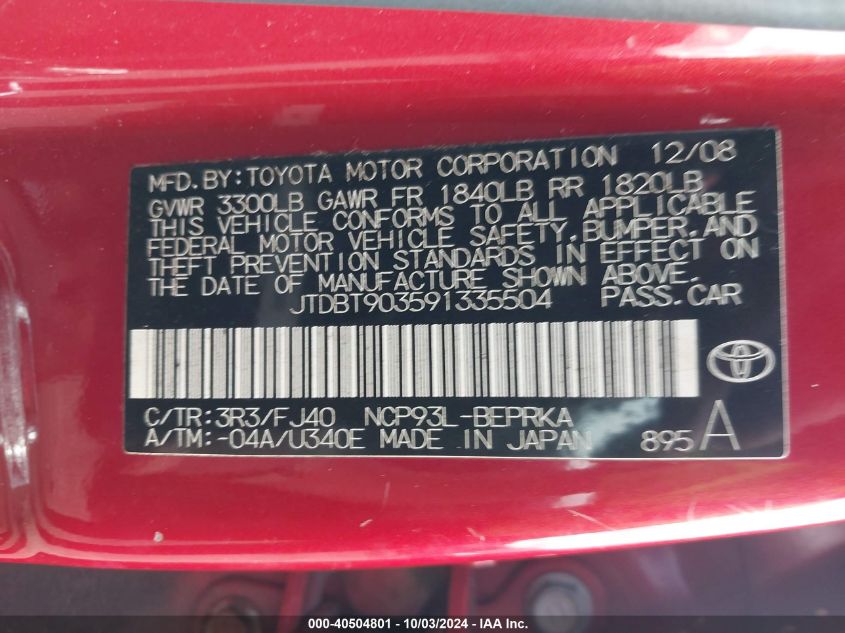 MFD.BY:TOYOTA MOTOR CORPORATION 12/08
GVWR 3300LB GAWR FR 1840LB RR 1820LB
THIS VEHICLE CONFORMS TO ALL APPLICABLE
FEDERAL MOTOR VEHICLE SAFETY,BUMPER,AND
THEFT PREVENTION STANDARDS IN EFFECT ON
THE DATE OF MANUFACTURE SHOWN ABOVE.
JTDBT903591335504 PASS.CAR
C/TR:3R3/FJ40 NCP93L-BEPRKA
A/TM:-04A/U340E MADE IN JAPAN 895 A
000-40504801 - 10/03/2024 - IAA Inc.